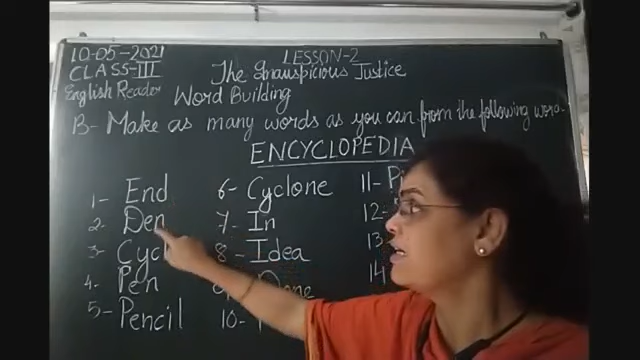 10-05-2021
CLASS-III
English Reader
LESSON-2
The Inauspicious Justice
Word Building
B- Make as many words as you can from the following word.
ENCYCLOPEDIA
1- End
2- Den
3- Cycl
4- Pen
5- Pencil
6- Cyclone
7- In
8- Idea
9- Done
10-
11- Pi
12-
13
14